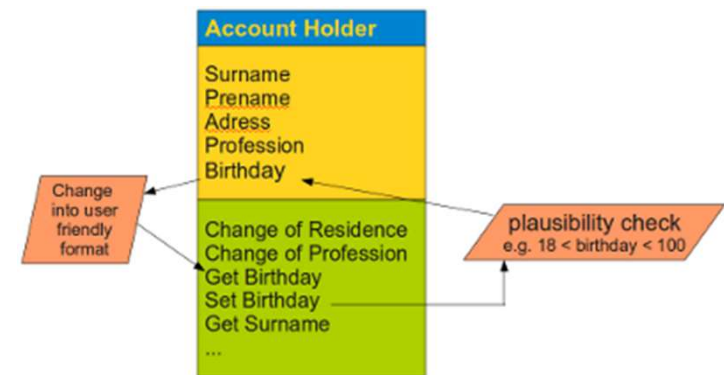 Account Holder
Surname
Prename
Adress
Profession
Birthday
Change
into user
friendly
format
plausibility check
e.g. 18 < birthday < 100
Change of Residence
Change of Profession
Get Birthday
Set Birthday
Get Surname
...